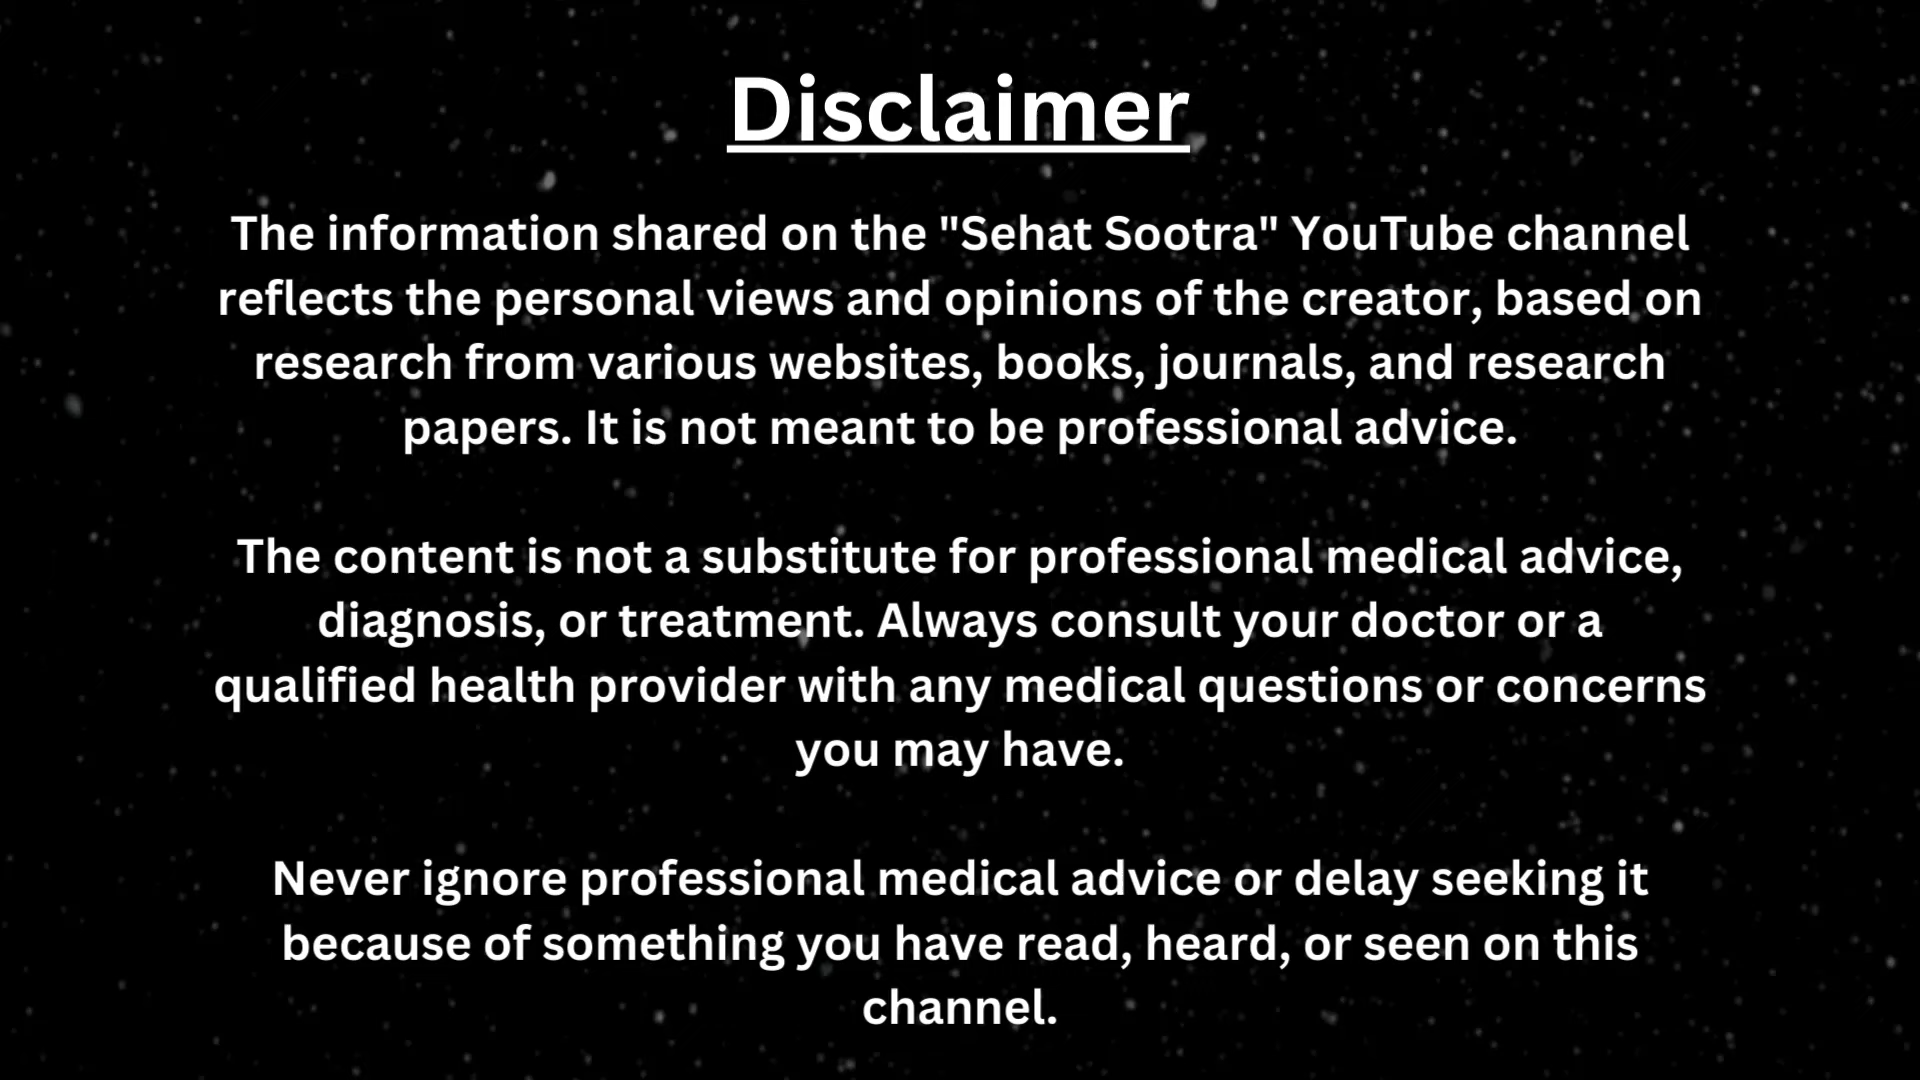 Disclaimer
The information shared on the "Sehat Sootra" YouTube channel
reflects the personal views and opinions of the creator, based on
research from various websites, books, journals, and research
papers. It is not meant to be professional advice.
The content is not a substitute for professional medical advice,
diagnosis, or treatment. Always consult your doctor or a
qualified health provider with any medical questions or concerns
you may have.
Never ignore professional medical advice or delay seeking it
because of something you have read, heard, or seen on this
channel.